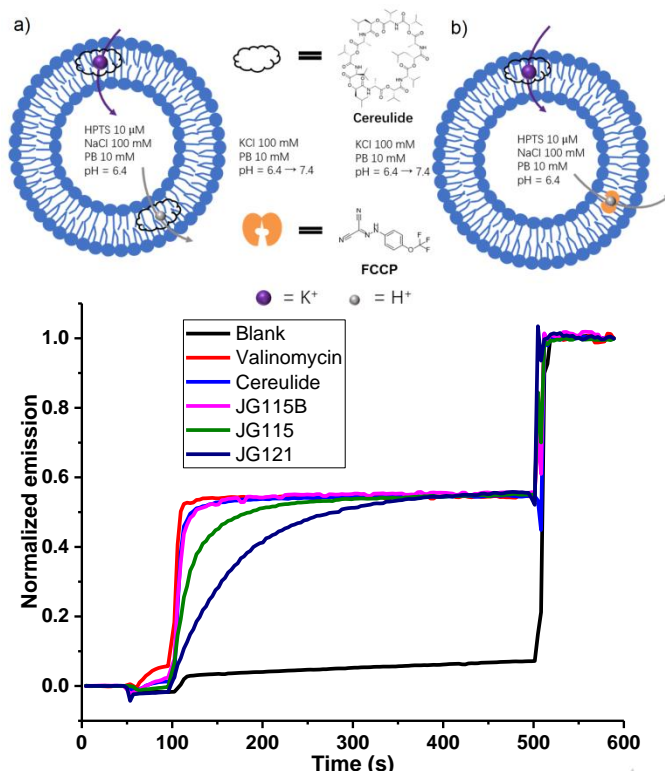 a)
b)
Cereulide
HPTS 10 μM
NaCl 100 mM
PB 10 mM
pH = 6.4
KCl 100 mM
PB 10 mM
pH = 6.4 → 7.4
KCl 100 mM
PB 10 mM
pH = 6.4 → 7.4
HPTS 10 μM
NaCl 100 mM
PB 10 mM
pH = 6.4
FCCP
= K⁺
= H⁺
Blank
Valinomycin
Cereulide
JG115B
JG115
JG121
Normalized emission
1.0
0.8
0.6
0.4
0.2
0.0
0
100
200
300
400
500
600
Time (s)